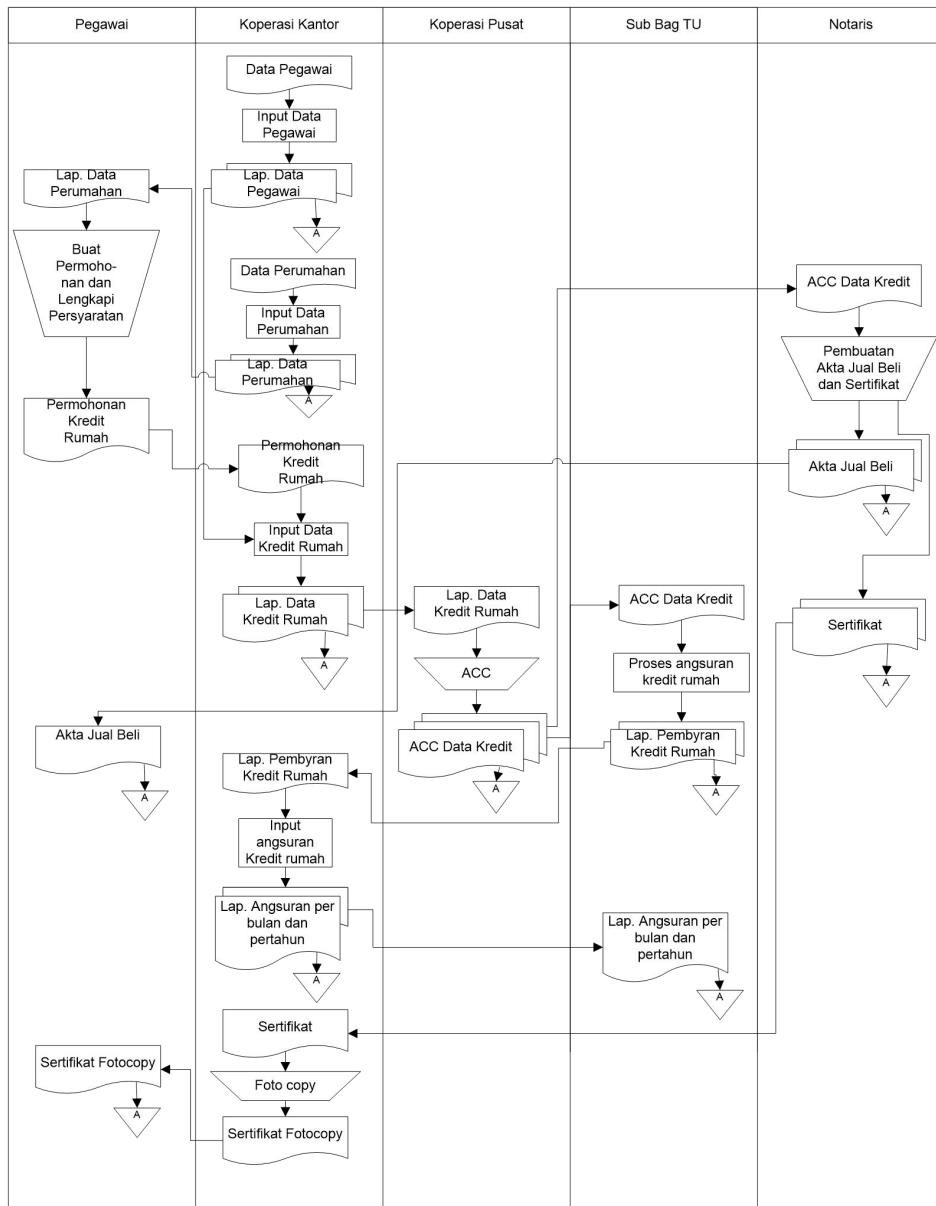 Pegawai
Koperasi Kantor
Koperasi Pusat
Sub Bag TU
Notaris
Data Pegawai
Input Data
Pegawai
Lap. Data
Pegawai
A
Lap. Data
Perumahan
Buat
Permoho-
nan dan
Lengkapi
Persyaratan
Data Perumahan
Input Data
Perumahan
Lap. Data
Perumahan
A
ACC Data Kredit
Pembuatan
Akta Jual Beli
dan Sertifikat
Permohonan
Kredit
Rumah
Permohonan
Kredit
Rumah
Akta Jual Beli
A
Input Data
Kredit Rumah
Lap. Data
Kredit Rumah
A
Lap. Data
Kredit Rumah
ACC
ACC Data Kredit
A
ACC Data Kredit
Proses angsuran
kredit rumah
Lap. Pembyran
Kredit Rumah
A
Sertifikat
A
Akta Jual Beli
A
Lap. Pembyran
Kredit Rumah
Input
angsuran
Kredit rumah
Lap. Angsuran per
bulan dan
pertahun
A
Lap. Angsuran per
bulan dan
pertahun
A
Sertifikat
Foto copy
Sertifikat Fotocopy
Sertifikat Fotocopy
A